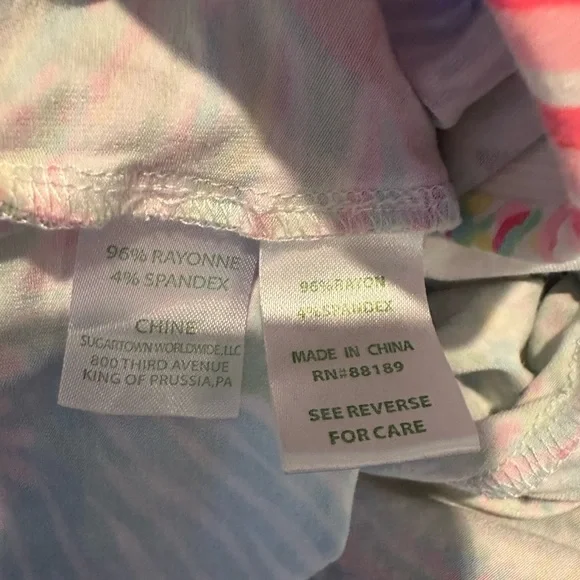 96% RAYONNE
4% SPANDEX
CHINE
SUGARTOWN WORLDWIDE,LLC
800 THIRD AVENUE
KING OF PRUSSIA,PA
96% RAYON
4% SPANDEX
MADE IN CHINA
RN#88189
SEE REVERSE
FOR CARE